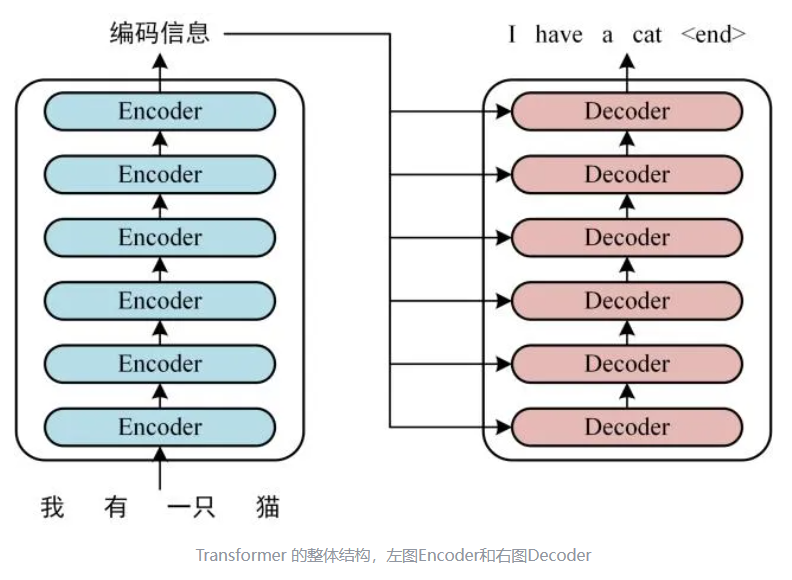 编码信息
I have a cat <end>
Encoder
Encoder
Encoder
Encoder
Encoder
Encoder
Decoder
Decoder
Decoder
Decoder
Decoder
Decoder
我 有 一只 猫
Transformer 的整体结构，左图Encoder和右图Decoder